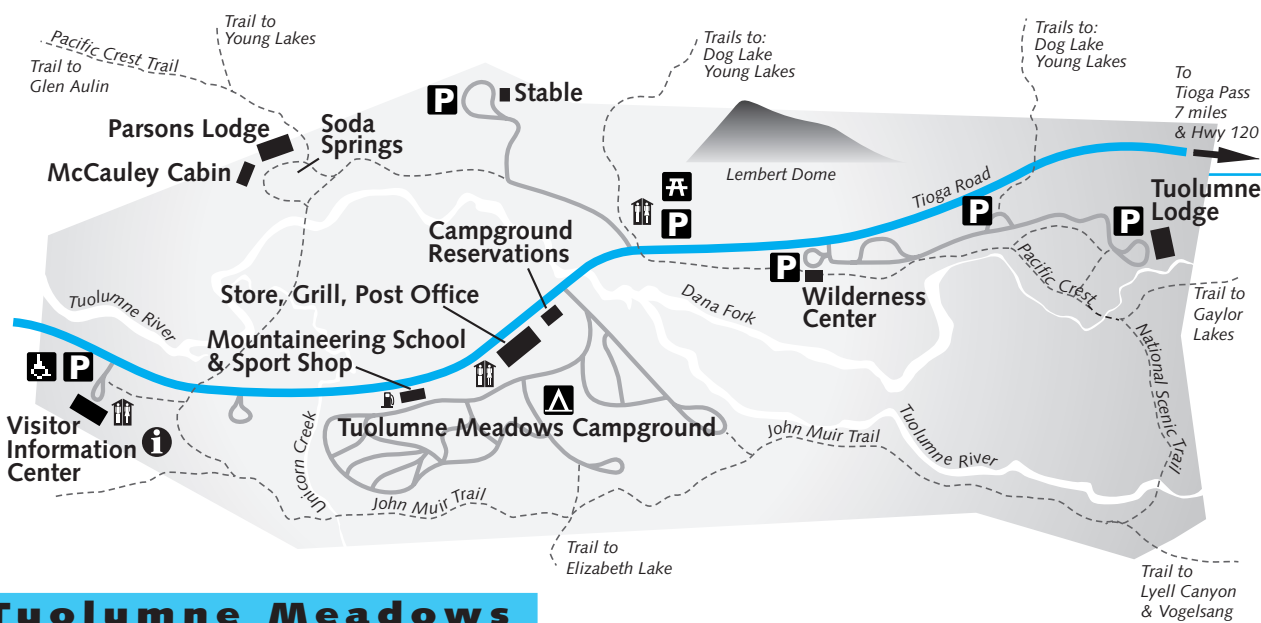 Trail to
Young Lakes
Pacific Crest Trail
Trail to
Glen Aulin
Trails to:
Dog Lake
Young Lakes
Trails to:
Dog Lake
Young Lakes
To
Tioga Pass
7 miles
& Hwy 120
P
Stable
Parsons Lodge
Soda
Springs
McCauley Cabin
Lembert Dome
Tioga Road
P
P
P
Tuolumne
Lodge
Campground
Reservations
P
Wilderness
Center
Pacific Crest
National Scenic Trail
Trail to
Gaylor
Lakes
Store, Grill, Post Office
Dana Fork
Tuolumne River
Mountaineering School
& Sport Shop
P
Visitor
Information
Center
i
Unicorn Creek
Tuolumne Meadows Campground
John Muir Trail
Tuolumne River
John Muir Trail
Trail to
Elizabeth Lake
Trail to
Lyell Canyon
& Vogelsang
Tuolumne Meadows